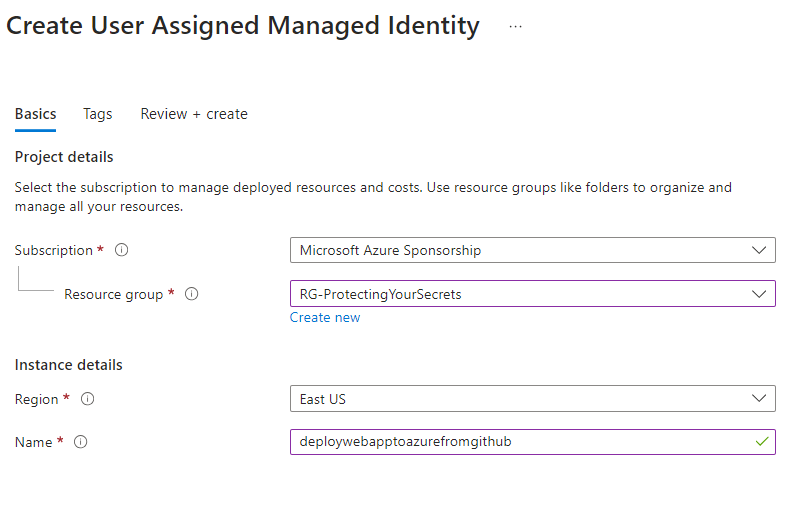 Create User Assigned Managed Identity ...
Basics Tags Review + create
Project details
Select the subscription to manage deployed resources and costs. Use resource groups like folders to organize and
manage all your resources.
Subscription * Microsoft Azure Sponsorship
Resource group * RG-ProtectingYourSecrets
Create new
Instance details
Region * East US
Name * deploywebapptoazurefromgithub